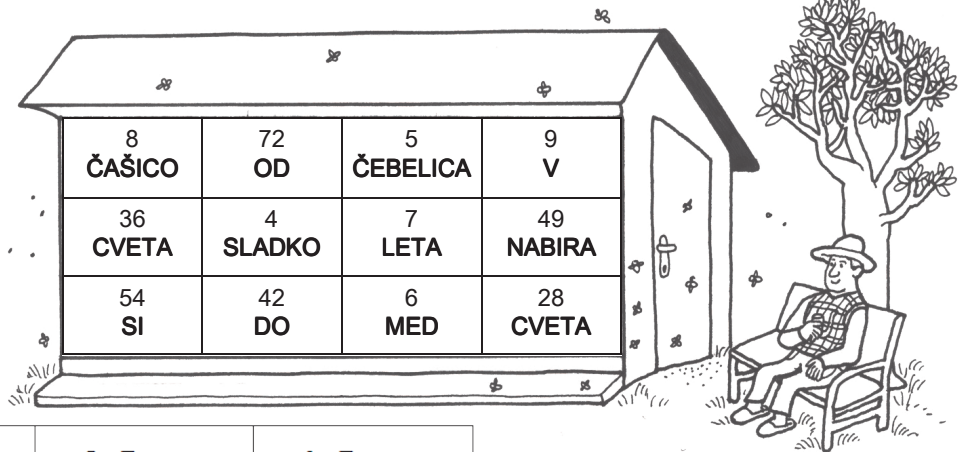 8 72 5 9
ČAŠICO OD ČEBELICA V
36 4 7 49
CVETA SLADKO LETA NABIRA
54 42 6 28
SI DO MED CVETA